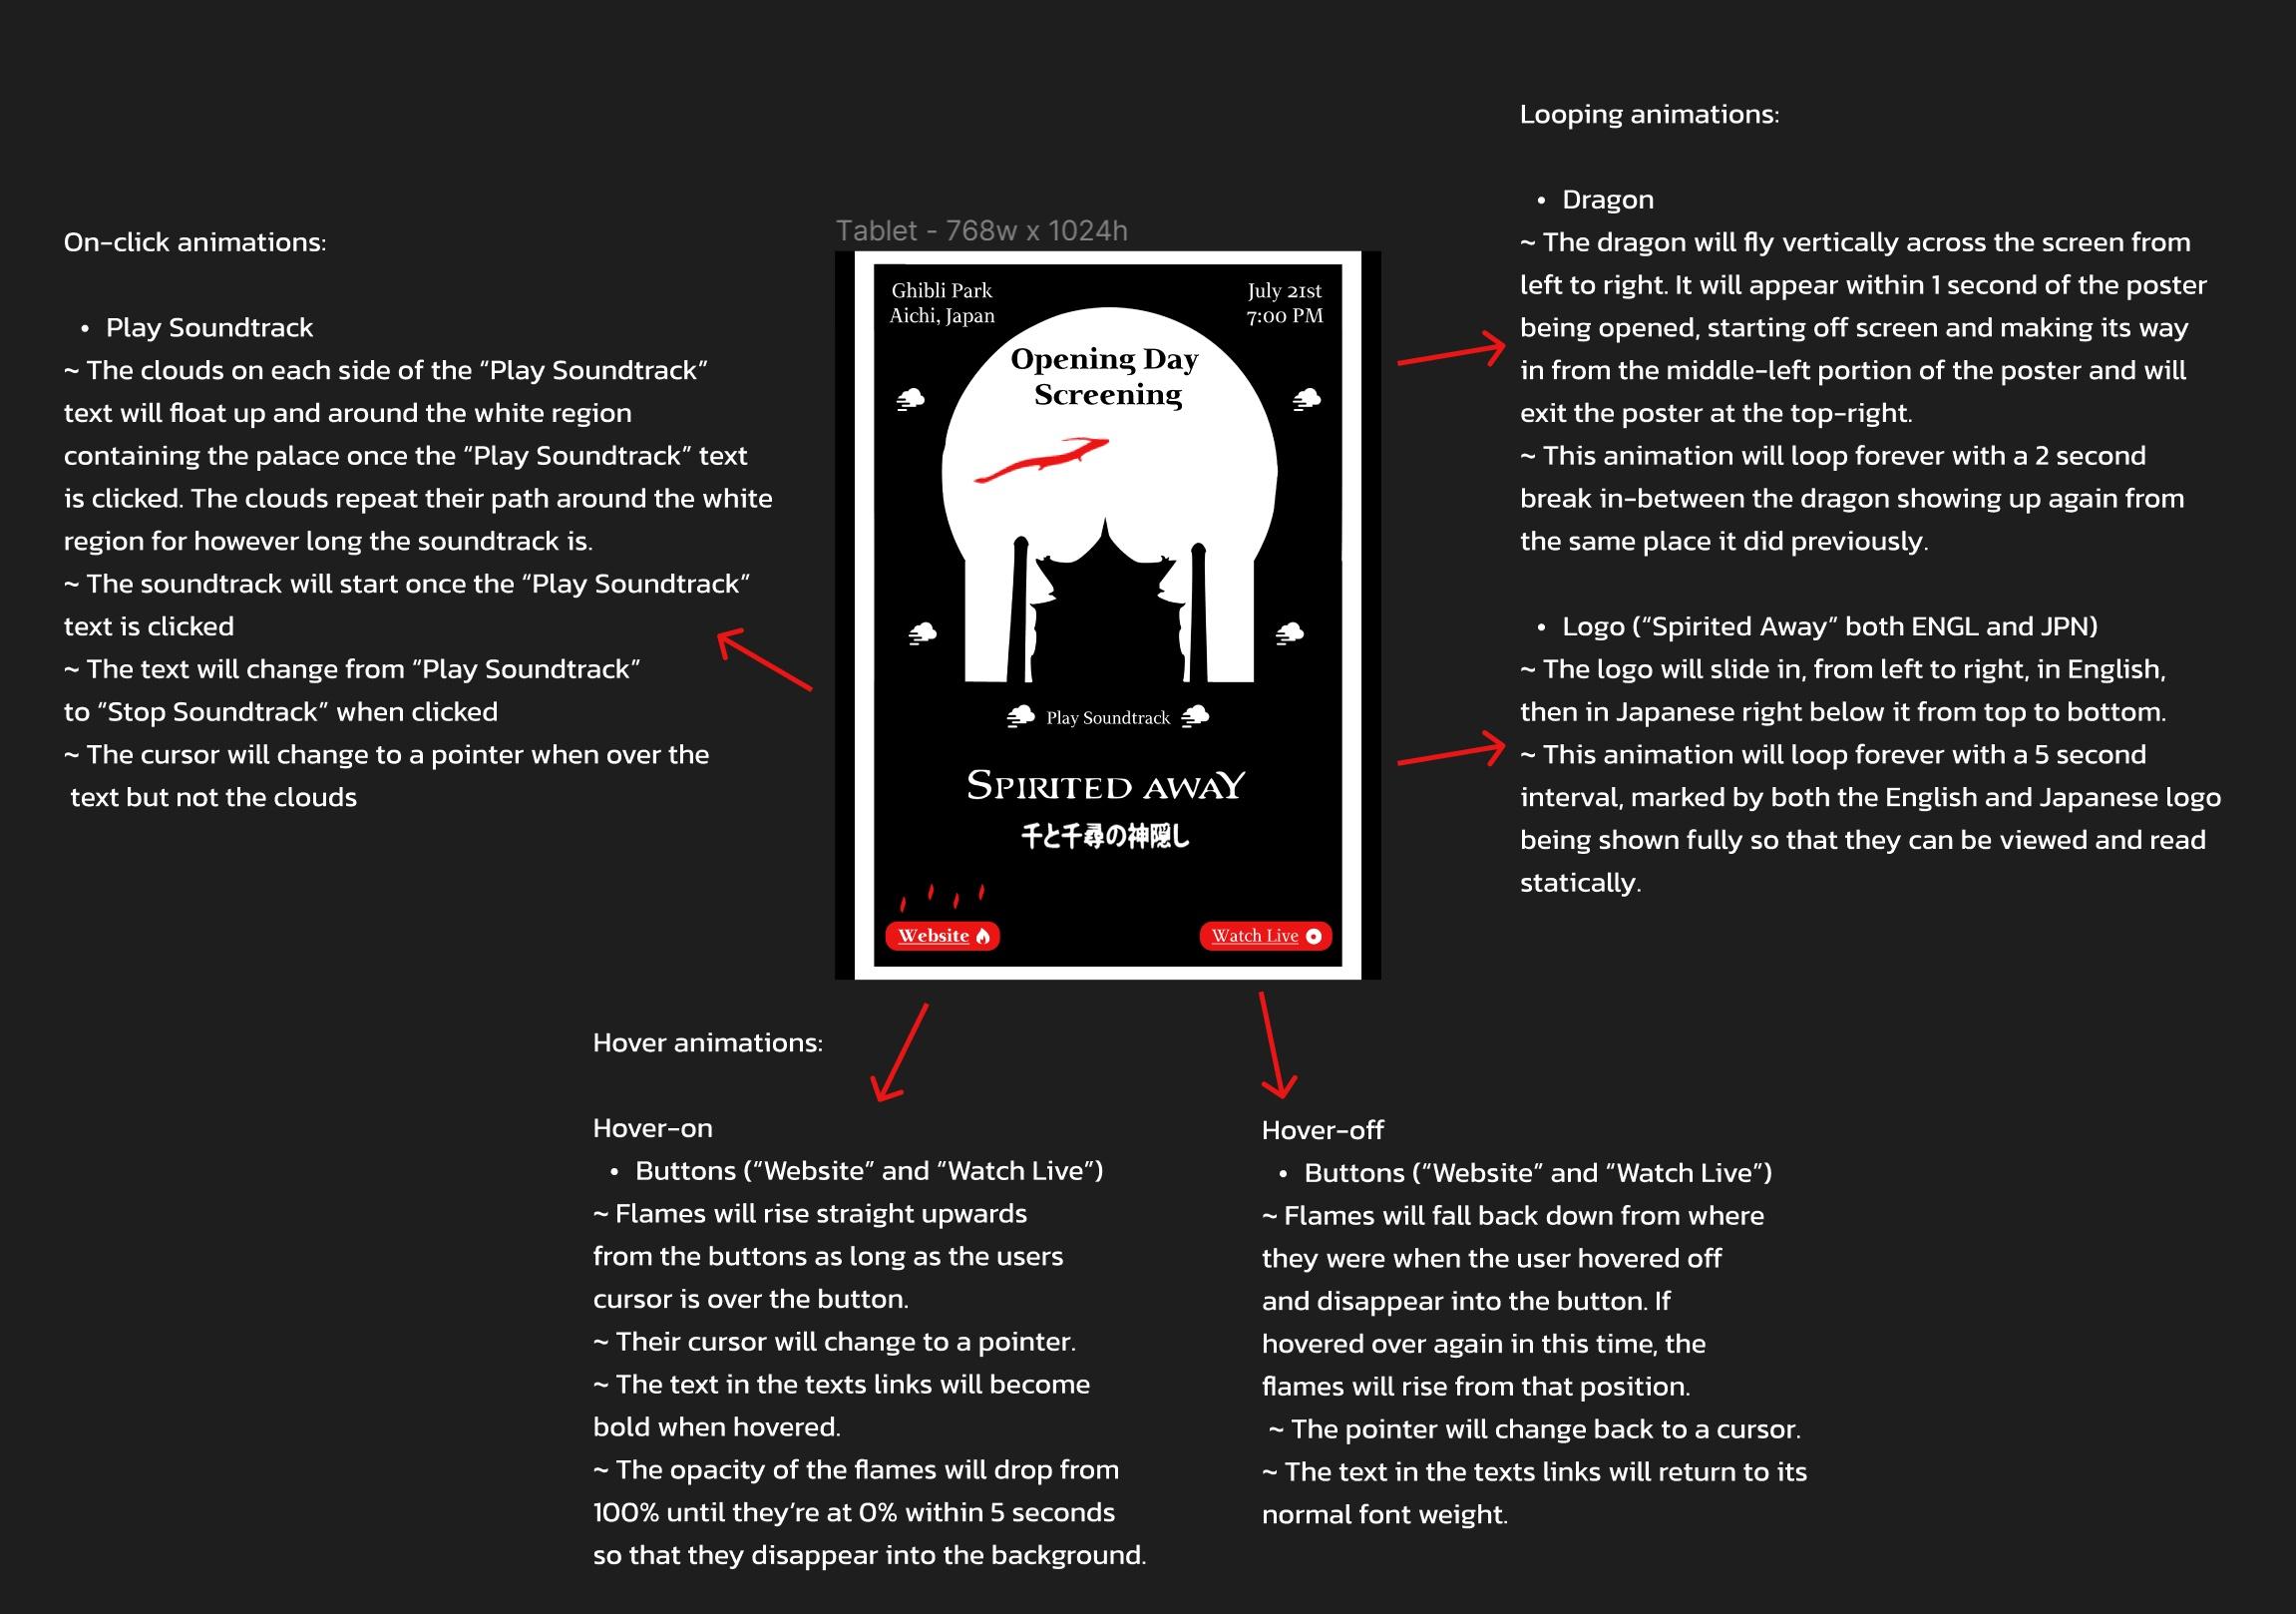 On-click animations:
• Play Soundtrack
~ The clouds on each side of the “Play Soundtrack”
text will float up and around the white region
containing the palace once the “Play Soundtrack” text
is clicked. The clouds repeat their path around the white
region for however long the soundtrack is.
~ The soundtrack will start once the “Play Soundtrack”
text is clicked
~ The text will change from “Play Soundtrack”
to “Stop Soundtrack” when clicked
~ The cursor will change to a pointer when over the
text but not the clouds
Tablet - 768w x 1024h
Ghibli Park
Aichi, Japan
July 21st
7:00 PM
Opening Day
Screening
Play Soundtrack
SPIRITED AWAY
千と千尋の神隠し
Website
Watch Live
Looping animations:
• Dragon
~ The dragon will fly vertically across the screen from
left to right. It will appear within 1 second of the poster
being opened, starting off screen and making its way
in from the middle-left portion of the poster and will
exit the poster at the top-right.
~ This animation will loop forever with a 2 second
break in-between the dragon showing up again from
the same place it did previously.
• Logo (“Spirited Away” both ENGL and JPN)
~ The logo will slide in, from left to right, in English,
then in Japanese right below it from top to bottom.
~ This animation will loop forever with a 5 second
interval, marked by both the English and Japanese logo
being shown fully so that they can be viewed and read
statically.
Hover animations:
Hover-on
• Buttons (“Website” and “Watch Live”)
~ Flames will rise straight upwards
from the buttons as long as the users
cursor is over the button.
~ Their cursor will change to a pointer.
~ The text in the texts links will become
bold when hovered.
~ The opacity of the flames will drop from
100% until they’re at 0% within 5 seconds
so that they disappear into the background.
Hover-off
• Buttons (“Website” and “Watch Live”)
~ Flames will fall back down from where
they were when the user hovered off
and disappear into the button. If
hovered over again in this time, the
flames will rise from that position.
~ The pointer will change back to a cursor.
~ The text in the texts links will return to its
normal font weight.